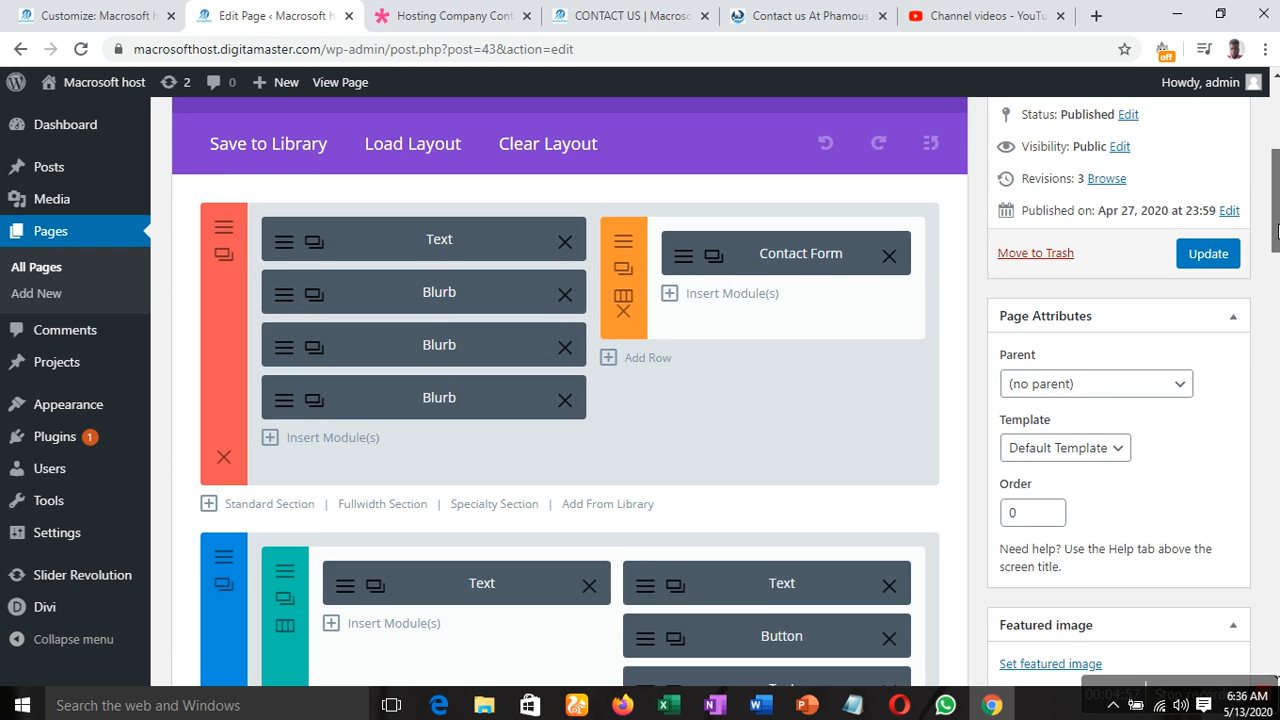 Customize: Macrosoft h
Edit Page ‹ Macrosoft h
Hosting Company Cont
CONTACT US | Macroso
Contact us At Phamous
Channel videos - YouTu
macrosofthost.digitamaster.com/wp-admin/post.php?post=43&action=edit
off
Macrosoft host
2
0
New
View Page
Howdy, admin
Dashboard
Posts
Media
Pages
All Pages
Add New
Comments
Projects
Appearance
Plugins 1
Users
Tools
Settings
Slider Revolution
Divi
Collapse menu
Save to Library
Load Layout
Clear Layout
Text
Blurb
Blurb
Blurb
Insert Module(s)
Contact Form
Insert Module(s)
Add Row
Standard Section | Fullwidth Section | Specialty Section | Add From Library
Text
Insert Module(s)
Text
Button
Status: Published Edit
Visibility: Public Edit
Revisions: 3 Browse
Published on: Apr 27, 2020 at 23:59 Edit
Move to Trash
Update
Page Attributes
Parent
(no parent)
Template
Default Template
Order
0
Need help? Use the Help tab above the
screen title.
Featured image
Set featured image
00:04:57
Stop recor
Search the web and Windows
6:36 AM
5/13/2020